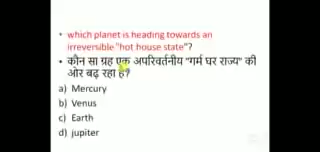 • which planet is heading towards an
irreversible "hot house state"?
• कौन सा ग्रह एक अपरिवर्तनीय "गर्म घर राज्य" की
ओर बढ़ रहा है?
a) Mercury
b) Venus
c) Earth
d) jupiter